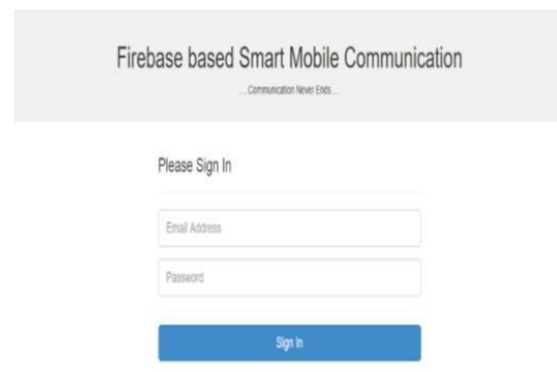 Firebase based Smart Mobile Communication
.....Communication Never Ends.....
Please Sign In
Email Address
Password
Sign in